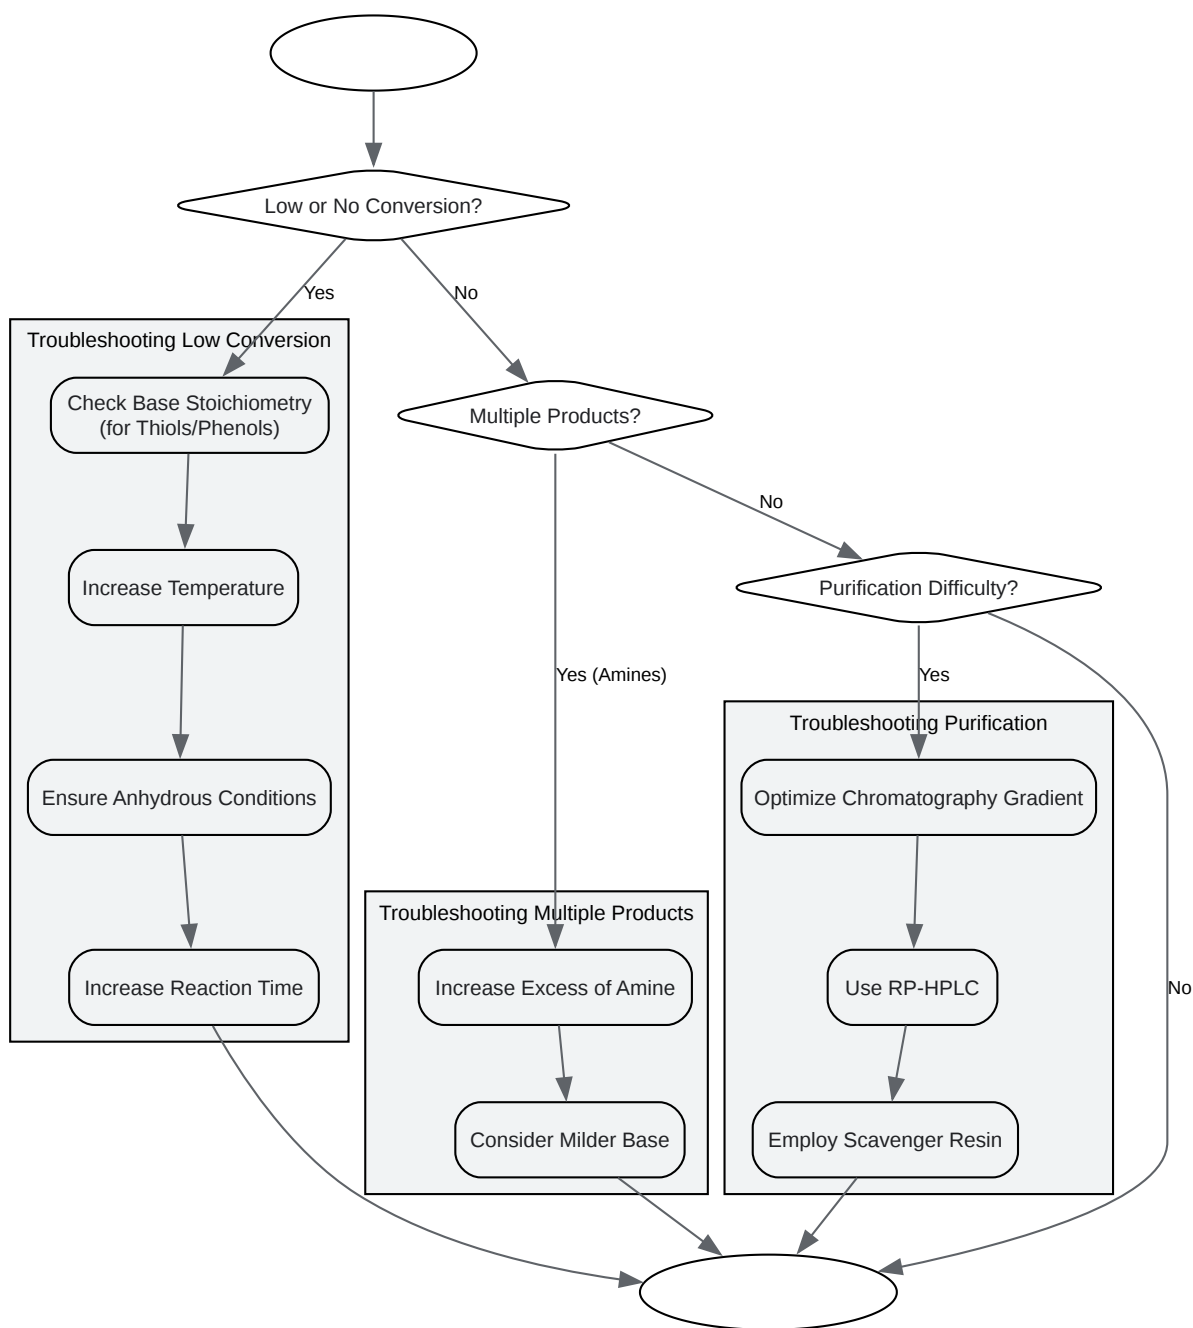 Low or No Conversion?
Yes
No
Troubleshooting Low Conversion
Check Base Stoichiometry
(for Thiols/Phenols)
Multiple Products?
No
Increase Temperature
Purification Difficulty?
Yes (Amines)
Yes
Troubleshooting Purification
Ensure Anhydrous Conditions
Optimize Chromatography Gradient
Troubleshooting Multiple Products
Increase Reaction Time
Increase Excess of Amine
Use RP-HPLC
No
Consider Milder Base
Employ Scavenger Resin